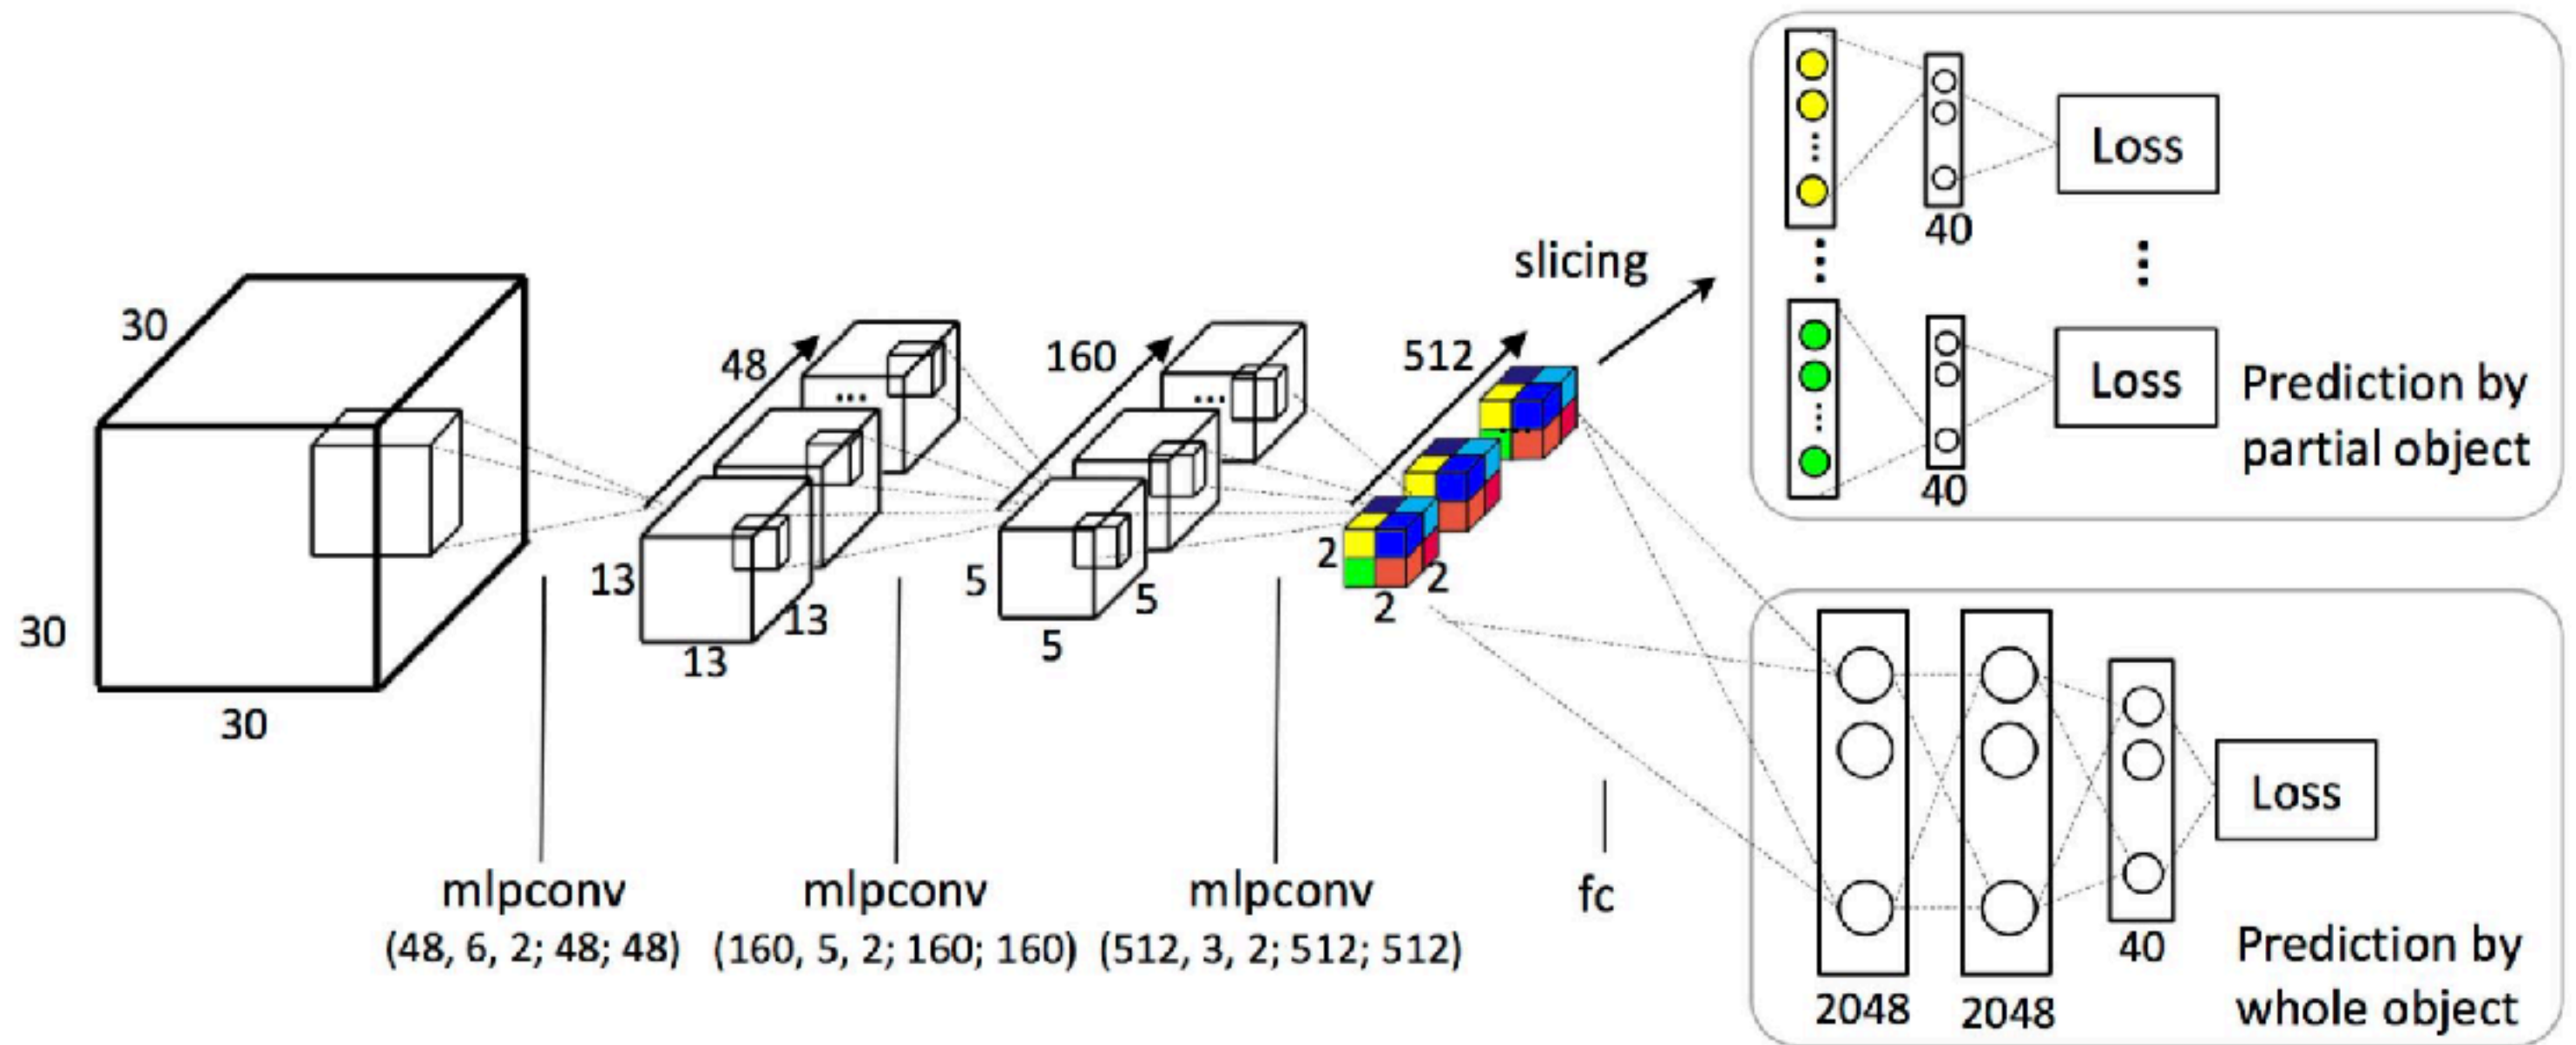 30
30
30
48
13
13
13
160
5
5
5
512
2
2
2
slicing
mlpconv
(48, 6, 2; 48; 48)
mlpconv
(160, 5, 2; 160; 160)
mlpconv
(512, 3, 2; 512; 512)
fc
40
Loss
40
Loss
Prediction by
partial object
2048
2048
40
Loss
Prediction by
whole object